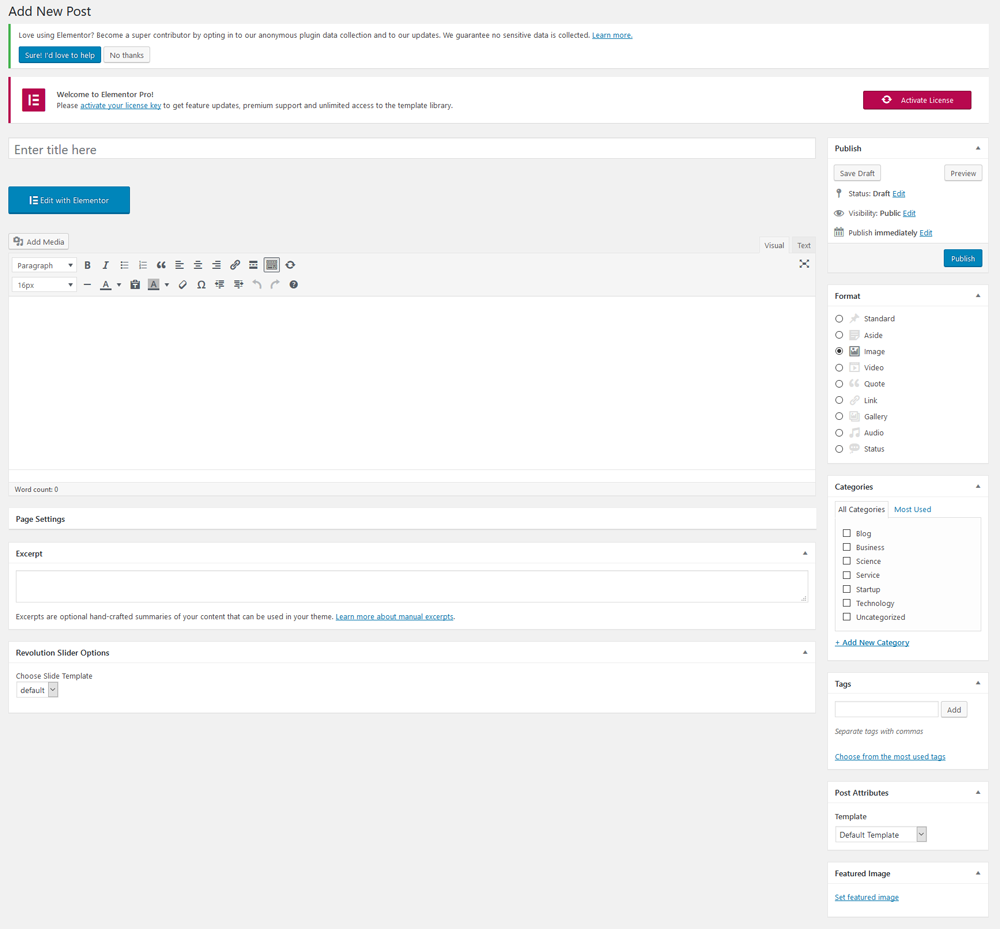 Add New Post
Love using Elementor? Become a super contributor by opting in to our anonymous plugin data collection and to our updates. We guarantee no sensitive data is collected. Learn more.
Sure! I'd love to help No thanks
Welcome to Elementor Pro!
Please activate your license key to get feature updates, premium support and unlimited access to the template library.
Activate License
Enter title here
Edit with Elementor
Add Media
Visual Text
Paragraph
16px
Word count: 0
Page Settings
Excerpt
Excerpts are optional hand-crafted summaries of your content that can be used in your theme. Learn more about manual excerpts.
Revolution Slider Options
Choose Slide Template
default
Publish
Save Draft Preview
Status: Draft Edit
Visibility: Public Edit
Publish immediately Edit
Publish
Format
Standard
Aside
Image
Video
Quote
Link
Gallery
Audio
Status
Categories
All Categories Most Used
Blog
Business
Science
Service
Startup
Technology
Uncategorized
+ Add New Category
Tags
Add
Separate tags with commas
Choose from the most used tags
Post Attributes
Template
Default Template
Featured Image
Set featured image